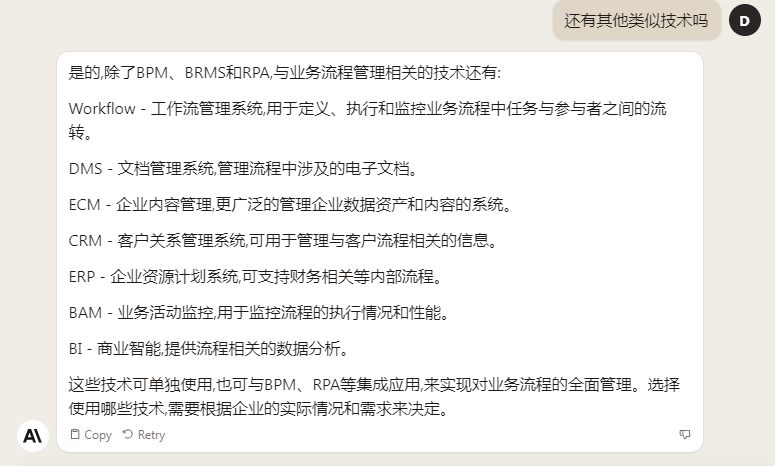 还有其他类似技术吗
D
是的,除了BPM、BRMS和RPA,与业务流程管理相关的技术还有:
Workflow - 工作流管理系统,用于定义、执行和监控业务流程中任务与参与者之间的流
转。
DMS - 文档管理系统,管理流程中涉及的电子文档。
ECM - 企业内容管理,更广泛的管理企业数据资产和内容的系统。
CRM - 客户关系管理系统,可用于管理与客户流程相关的信息。
ERP - 企业资源计划系统,可支持财务相关等内部流程。
BAM - 业务活动监控,用于监控流程的执行情况和性能。
BI - 商业智能,提供流程相关的数据分析。
这些技术可单独使用,也可与BPM、RPA等集成应用,来实现对业务流程的全面管理。选择
使用哪些技术,需要根据企业的实际情况和需求来决定。
A\
Copy Retry